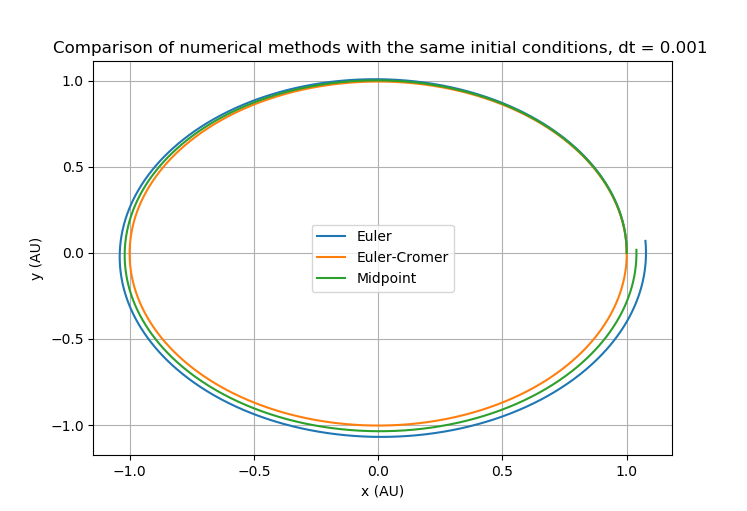 Comparison of numerical methods with the same initial conditions, dt = 0.001
1.0
0.5
0.0
−0.5
−1.0
y (AU)
Euler
Euler-Cromer
Midpoint
−1.0 −0.5 0.0 0.5 1.0
x (AU)